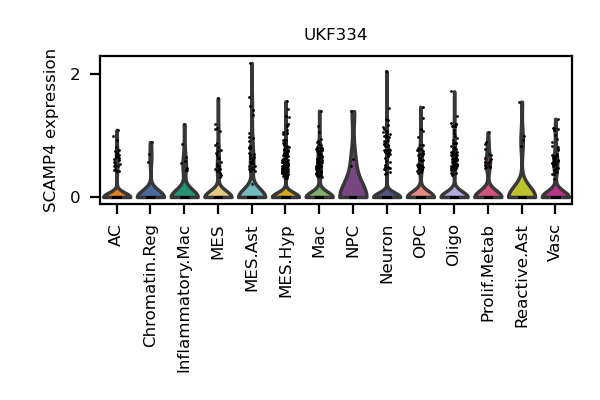 UKF334
SCAMP4 expression
2
0
AC
Chromatin.Reg
Inflammatory.Mac
MES
MES.Ast
MES.Hyp
Mac
NPC
Neuron
OPC
Oligo
Prolif.Metab
Reactive.Ast
Vasc